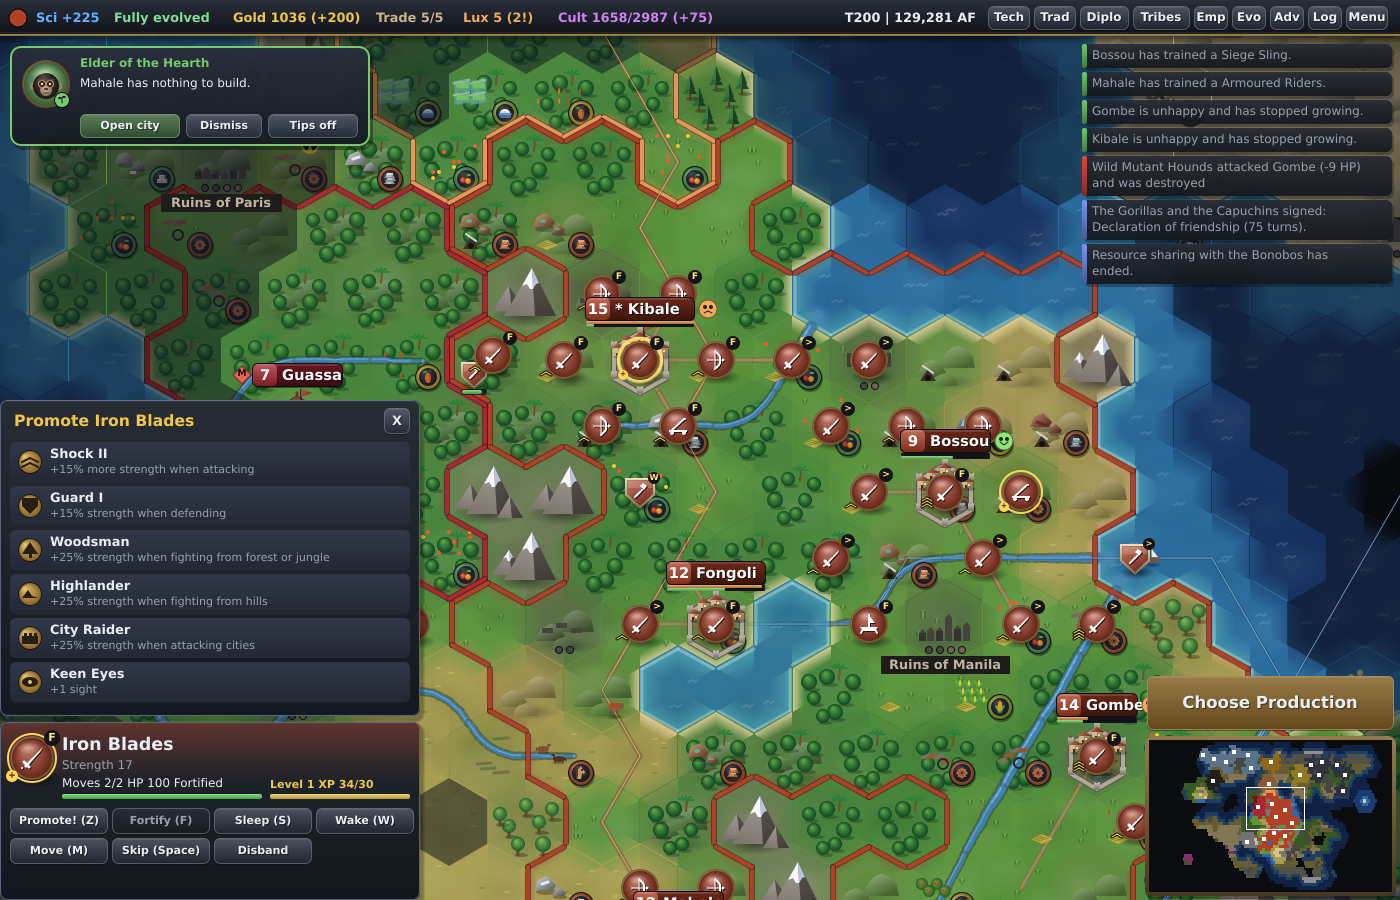 Sci +225 Fully evolved Gold 1036 (+200) Trade 5/5 Lux 5 (2!) Cult 1658/2987 (+75) T200 | 129,281 AF Tech Trad Diplo Tribes Emp Evo Adv Log Menu
Elder of the Hearth
Mahale has nothing to build.
Open city Dismiss Tips off
Bossou has trained a Siege Sling.
Mahale has trained a Armoured Riders.
Gombe is unhappy and has stopped growing.
Kibale is unhappy and has stopped growing.
Wild Mutant Hounds attacked Gombe (-9 HP)
and was destroyed
The Gorillas and the Capuchins signed:
Declaration of friendship (75 turns).
Resource sharing with the Bonobos has
ended.
Ruins of Paris
15 * Kibale
7 Guassa
9 Bossou
12 Fongoli
Ruins of Manila
14 Gombe
Promote Iron Blades X
Shock II
+15% more strength when attacking
Guard I
+15% strength when defending
Woodsman
+25% strength when fighting from forest or jungle
Highlander
+25% strength when fighting from hills
City Raider
+25% strength when attacking cities
Keen Eyes
+1 sight
Choose Production
F
Iron Blades
Strength 17
Moves 2/2 HP 100 Fortified Level 1 XP 34/30
Promote! (Z) Fortify (F) Sleep (S) Wake (W)
Move (M) Skip (Space) Disband